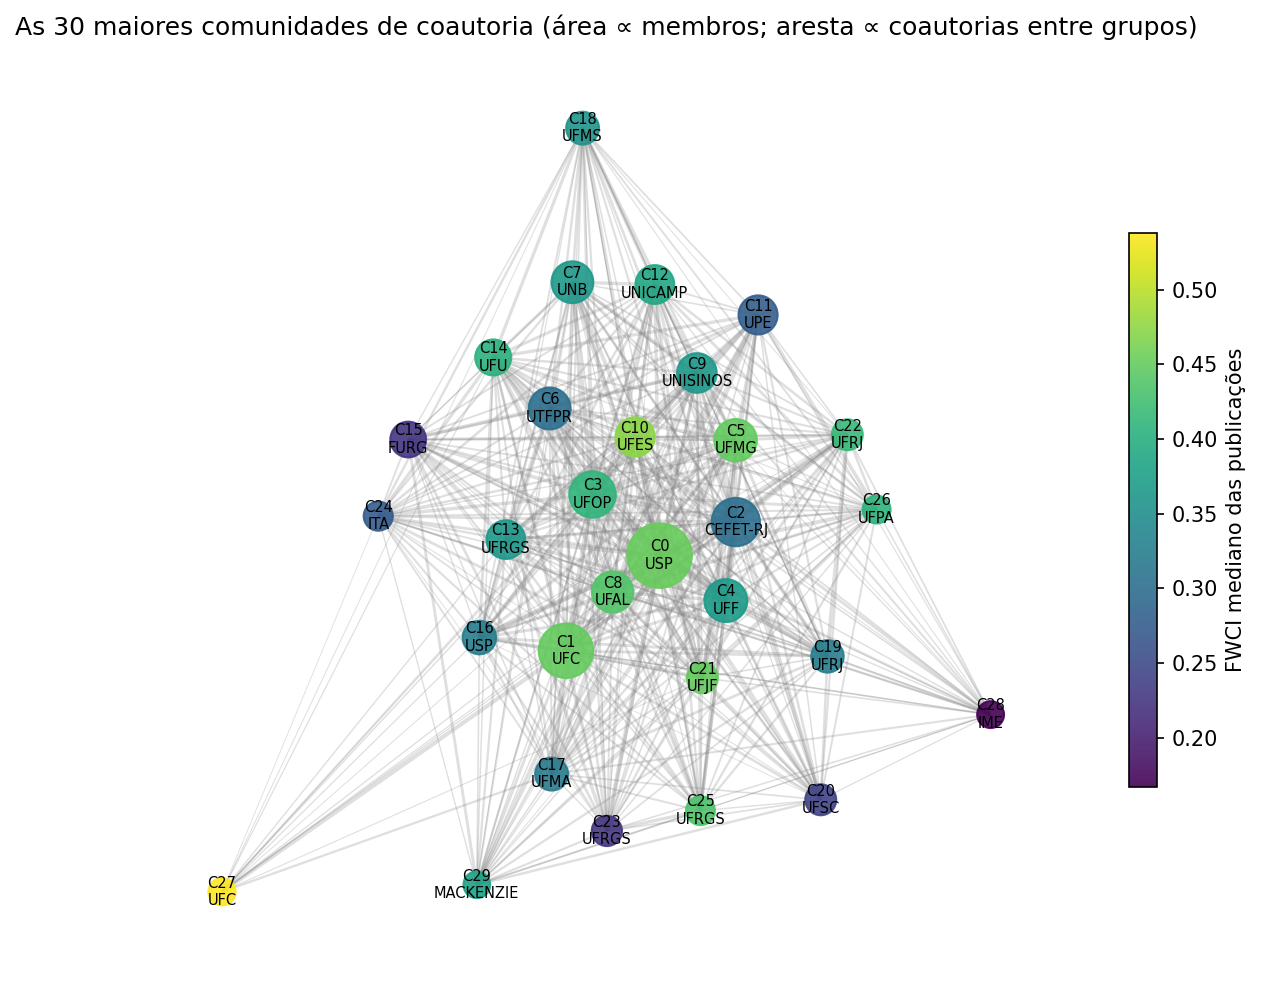 As 30 maiores comunidades de coautoria (área ∝ membros; aresta ∝ coautorias entre grupos)
C18
UFMS
C7
UNB
C12
UNICAMP
C11
UPE
C14
UFU
C9
UNISINOS
C6
UTFPR
C15
FURG
C10
UFES
C5
UFMG
C22
UFRJ
C3
UFOP
C24
ITA
C2
CEFET-RJ
C26
UFPA
C13
UFRGS
C0
USP
C8
UFAL
C4
UFF
C16
USP
C1
UFC
C21
UFJF
C19
UFRJ
C28
IME
C17
UFMA
C23
UFRGS
C25
UFRGS
C20
UFSC
C27
UFC
C29
MACKENZIE
0.50
0.45
0.40
0.35
0.30
0.25
0.20
FWCI mediano das publicações